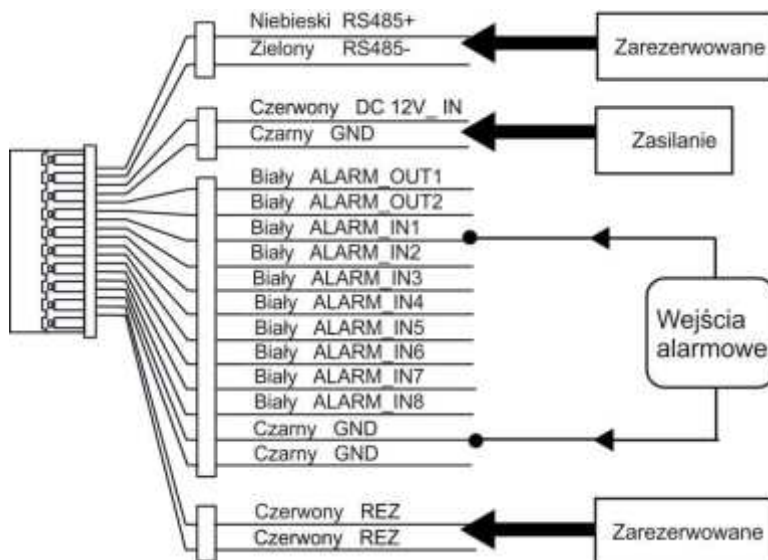 Niebieski RS485+
Zielony RS485-
Zarezerwowane
Czerwony DC 12V_ IN
Czarny GND
Zasilanie
Biały ALARM_OUT1
Biały ALARM_OUT2
Biały ALARM_IN1
Biały ALARM_IN2
Biały ALARM_IN3
Biały ALARM_IN4
Biały ALARM_IN5
Biały ALARM_IN6
Biały ALARM_IN7
Biały ALARM_IN8
Czarny GND
Czarny GND
Wejścia
alarmowe
Czerwony REZ
Czerwony REZ
Zarezerwowane